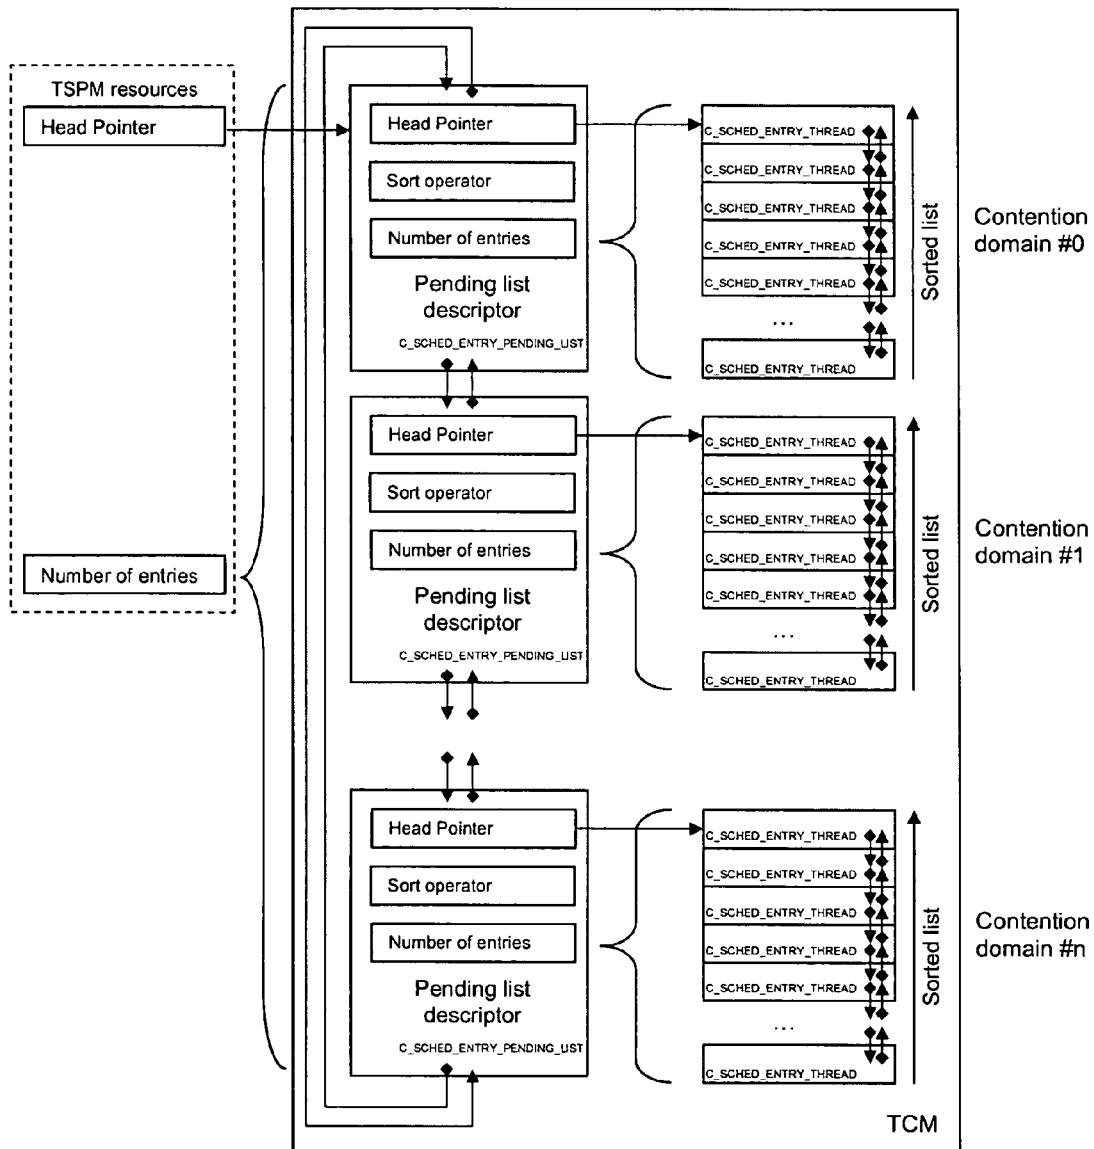 TSPM resources
Head Pointer
Number of entries
Head Pointer
Sort operator
Number of entries
Pending list
descriptor
C_SCHED_ENTRY_PENDING_LIST
C_SCHED_ENTRY_THREAD
C_SCHED_ENTRY_THREAD
C_SCHED_ENTRY_THREAD
C_SCHED_ENTRY_THREAD
C_SCHED_ENTRY_THREAD
...
C_SCHED_ENTRY_THREAD
Sorted list
Contention
domain #0
Head Pointer
Sort operator
Number of entries
Pending list
descriptor
C_SCHED_ENTRY_PENDING_LIST
C_SCHED_ENTRY_THREAD
C_SCHED_ENTRY_THREAD
C_SCHED_ENTRY_THREAD
C_SCHED_ENTRY_THREAD
C_SCHED_ENTRY_THREAD
...
C_SCHED_ENTRY_THREAD
Sorted list
Contention
domain #1
Head Pointer
Sort operator
Number of entries
Pending list
descriptor
C_SCHED_ENTRY_PENDING_LIST
C_SCHED_ENTRY_THREAD
C_SCHED_ENTRY_THREAD
C_SCHED_ENTRY_THREAD
C_SCHED_ENTRY_THREAD
C_SCHED_ENTRY_THREAD
...
C_SCHED_ENTRY_THREAD
Sorted list
Contention
domain #n
TCM